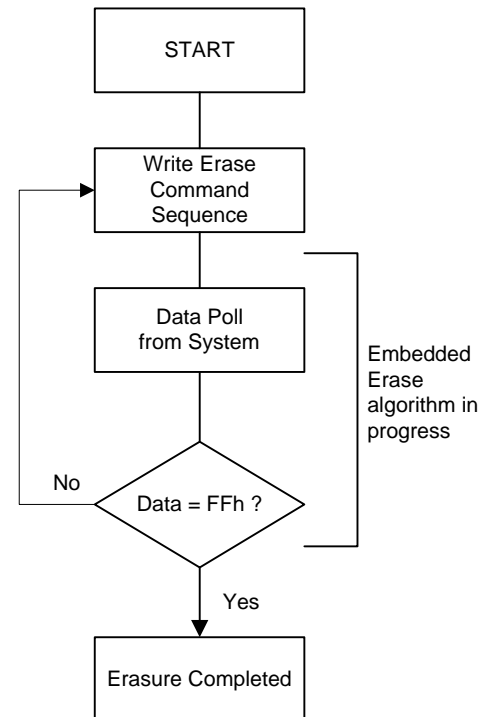 START
Write Erase
Command
Sequence
Data Poll
from System
Embedded
Erase
algorithm in
progress
No
Data = FFh ?
Yes
Erasure Completed